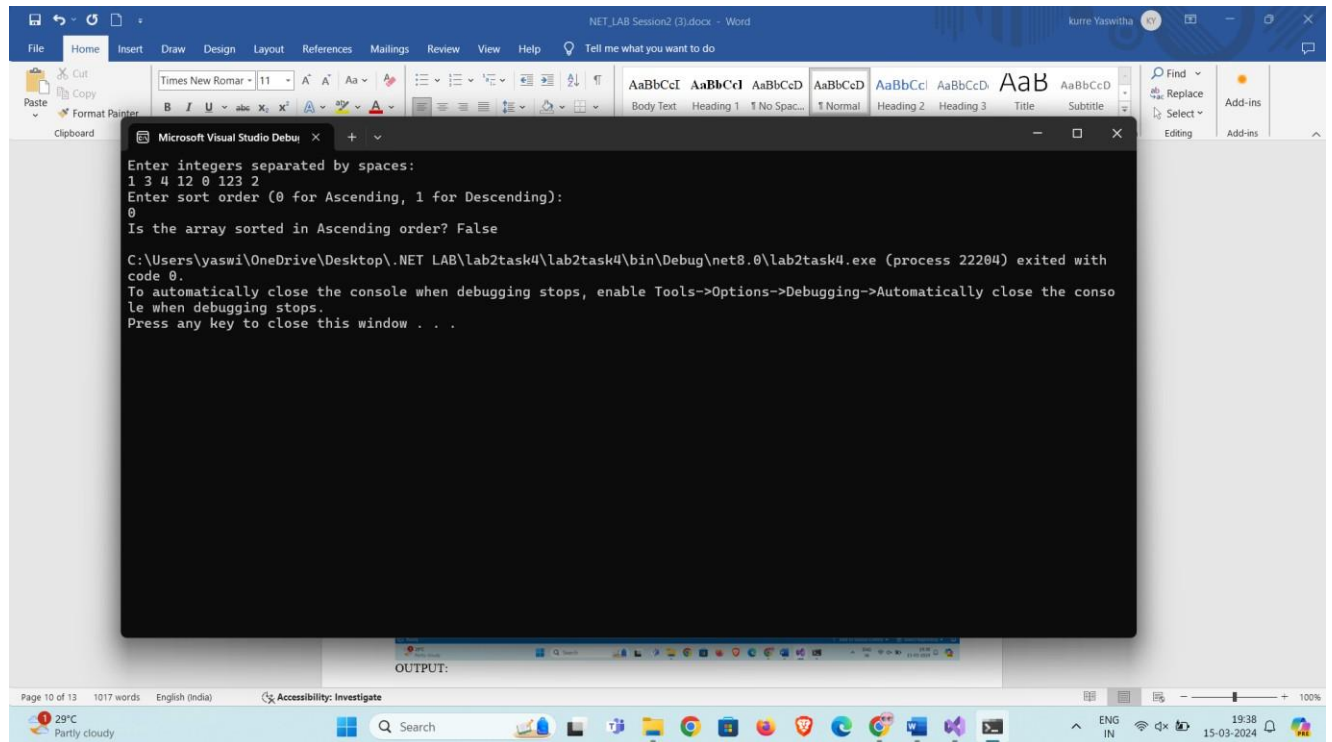 NET_LAB Session2 (3).docx - Word
kurre Yaswitha
KY
File Home Insert Draw Design Layout References Mailings Review View Help Tell me what you want to do
Paste
Cut
Copy
Format Painter
Clipboard
Times New Romar 11
AaBbCcI AaBbCcI AaBbCcD AaBbCcD AaBbCcI AaBbCcD AaB AaBbCcD
Body Text Heading 1 ¶ No Spac... ¶ Normal Heading 2 Heading 3 Title Subtitle
Find
Replace
Select
Editing
Add-ins
Add-ins
Microsoft Visual Studio Debu
Enter integers separated by spaces:
1 3 4 12 0 123 2
Enter sort order (0 for Ascending, 1 for Descending):
0
Is the array sorted in Ascending order? False
C:\Users\yaswi\OneDrive\Desktop\.NET LAB\lab2task4\lab2task4\bin\Debug\net8.0\lab2task4.exe (process 22204) exited with
code 0.
To automatically close the console when debugging stops, enable Tools->Options->Debugging->Automatically close the conso
le when debugging stops.
Press any key to close this window . . .
OUTPUT:
Page 10 of 13 1017 words English (India) Accessibility: Investigate 100%
1
29°C
Partly cloudy
Search
ENG
IN
19:38
15-03-2024